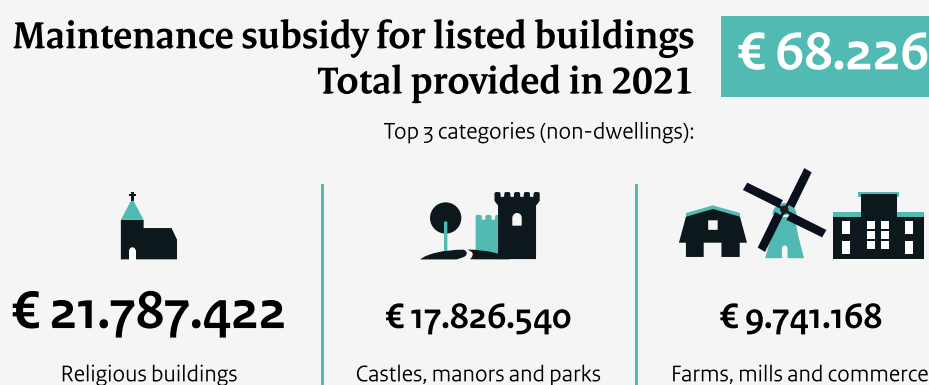 Maintenance subsidy for listed buildings
Total provided in 2021
€ 68.226
Top 3 categories (non-dwellings):
€ 21.787.422
€ 17.826.540
€ 9.741.168
Religious buildings
Castles, manors and parks
Farms, mills and commerce